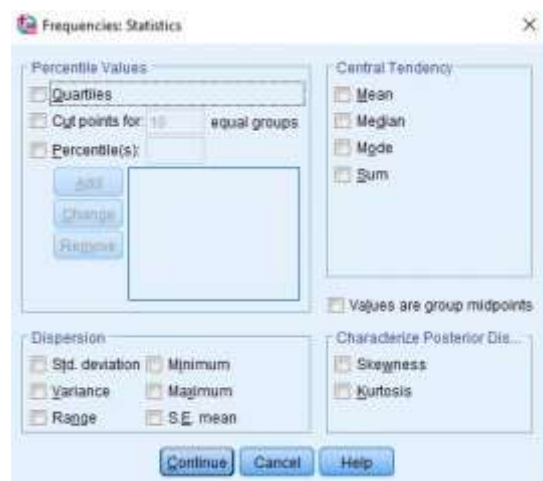 Frequencies: Statistics
Percentile Values
Quartiles
Cut points for: 10 equal groups
Percentile(s):
Add
Change
Remove
Central Tendency
Mean
Median
Mode
Sum
Values are group midpoints
Dispersion
Std. deviation Minimum
Variance Maximum
Range S.E. mean
Characterize Posterior Dis...
Skewness
Kurtosis
Continue Cancel Help